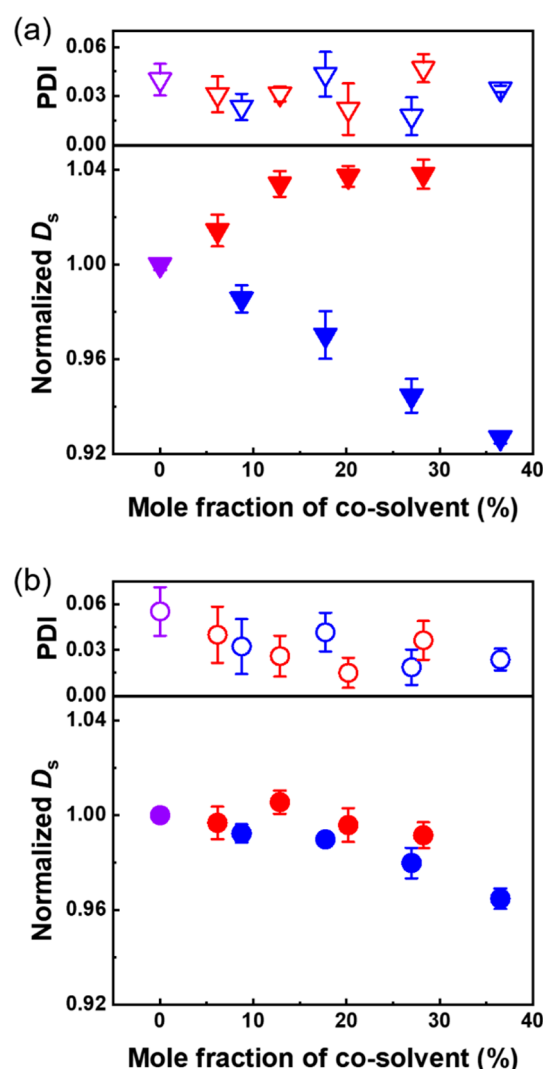 (a)
0.06
0.03
0.00
PDI
1.04
1.00
0.96
0.92
Normalized Ds
0 10 20 30 40
Mole fraction of co-solvent (%)
(b)
0.06
0.03
0.00
PDI
1.04
1.00
0.96
0.92
Normalized Ds
0 10 20 30 40
Mole fraction of co-solvent (%)